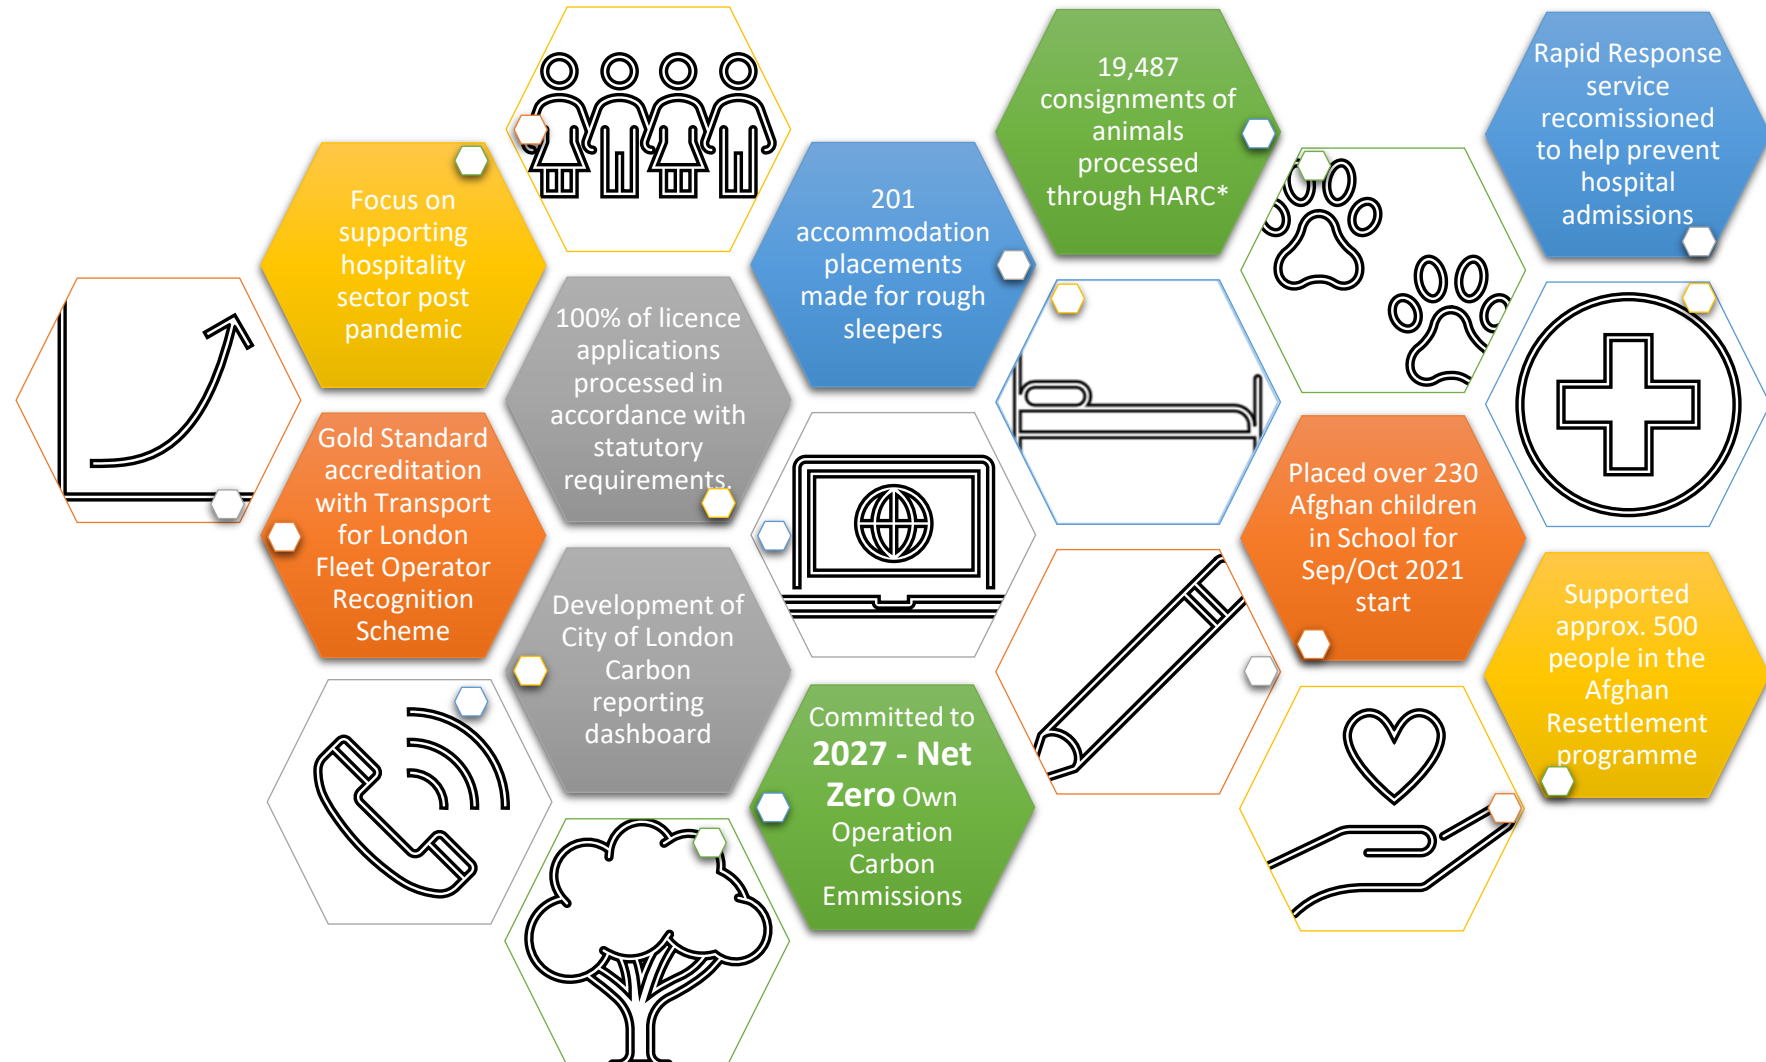 Focus on
supporting
hospitality
sector post
pandemic
Gold Standard
accreditation
with Transport
for London
Fleet Operator
Recognition
Scheme
100% of licence
applications
processed in
accordance with
statutory
requirements.
Development of
City of London
Carbon
reporting
dashboard
201
accommodation
placements
made for rough
sleepers
Committed to
2027 - Net
Zero Own
Operation
Carbon
Emmissions
19,487
consignments of
animals
processed
through HARC*
Placed over 230
Afghan children
in School for
Sep/Oct 2021
start
Rapid Response
service
recomissioned
to help prevent
hospital
admissions
Supported
approx. 500
people in the
Afghan
Resettlement
programme